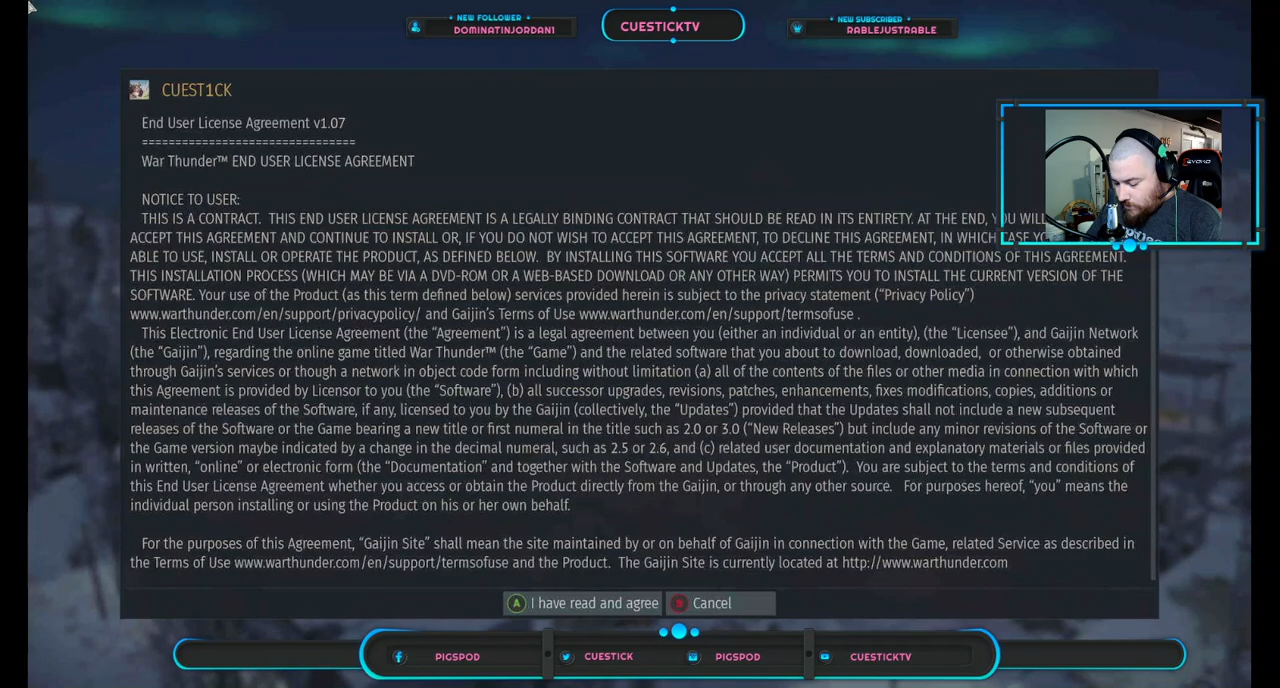 NEW FOLLOWER
DOMINATINJORDAN1
CUESTICKTV
NEW SUBSCRIBER
RABLEJUSTRABLE
CUEST1CK
End User License Agreement v1.07
================================
War Thunder™ END USER LICENSE AGREEMENT
NOTICE TO USER:
THIS IS A CONTRACT. THIS END USER LICENSE AGREEMENT IS A LEGALLY BINDING CONTRACT THAT SHOULD BE READ IN ITS ENTIRETY. AT THE END, YOU WILL
ACCEPT THIS AGREEMENT AND CONTINUE TO INSTALL OR, IF YOU DO NOT WISH TO ACCEPT THIS AGREEMENT, TO DECLINE THIS AGREEMENT, IN WHICH CASE
ABLE TO USE, INSTALL OR OPERATE THE PRODUCT, AS DEFINED BELOW. BY INSTALLING THIS SOFTWARE YOU ACCEPT ALL THE TERMS AND CONDITIONS OF THIS AGREEMENT.
THIS INSTALLATION PROCESS (WHICH MAY BE VIA A DVD-ROM OR A WEB-BASED DOWNLOAD OR ANY OTHER WAY) PERMITS YOU TO INSTALL THE CURRENT VERSION OF THE
SOFTWARE. Your use of the Product (as this term defined below) services provided herein is subject to the privacy statement (“Privacy Policy”)
www.warthunder.com/en/support/privacypolicy/ and Gaijin’s Terms of Use www.warthunder.com/en/support/termsofuse .
This Electronic End User License Agreement (the “Agreement”) is a legal agreement between you (either an individual or an entity), (the “Licensee”), and Gaijin Network
(the “Gaijin”), regarding the online game titled War Thunder™ (the “Game”) and the related software that you about to download, downloaded, or otherwise obtained
through Gaijin’s services or though a network in object code form including without limitation (a) all of the contents of the files or other media in connection with which
this Agreement is provided by Licensor to you (the “Software”), (b) all successor upgrades, revisions, patches, enhancements, fixes modifications, copies, additions or
maintenance releases of the Software, if any, licensed to you by the Gaijin (collectively, the “Updates”) provided that the Updates shall not include a new subsequent
releases of the Software or the Game bearing a new title or first numeral in the title such as 2.0 or 3.0 (“New Releases”) but include any minor revisions of the Software or
the Game version maybe indicated by a change in the decimal numeral, such as 2.5 or 2.6, and (c) related user documentation and explanatory materials or files provided
in written, “online” or electronic form (the “Documentation” and together with the Software and Updates, the “Product”). You are subject to the terms and conditions of
this End User License Agreement whether you access or obtain the Product directly from the Gaijin, or through any other source. For purposes hereof, “you” means the
individual person installing or using the Product on his or her own behalf.
For the purposes of this Agreement, “Gaijin Site” shall mean the site maintained by or on behalf of Gaijin in connection with the Game, related Service as described in
the Terms of Use www.warthunder.com/en/support/termsofuse and the Product. The Gaijin Site is currently located at http://www.warthunder.com
A I have read and agree B Cancel
PIGSPOD CUESTICK PIGSPOD CUESTICKTV